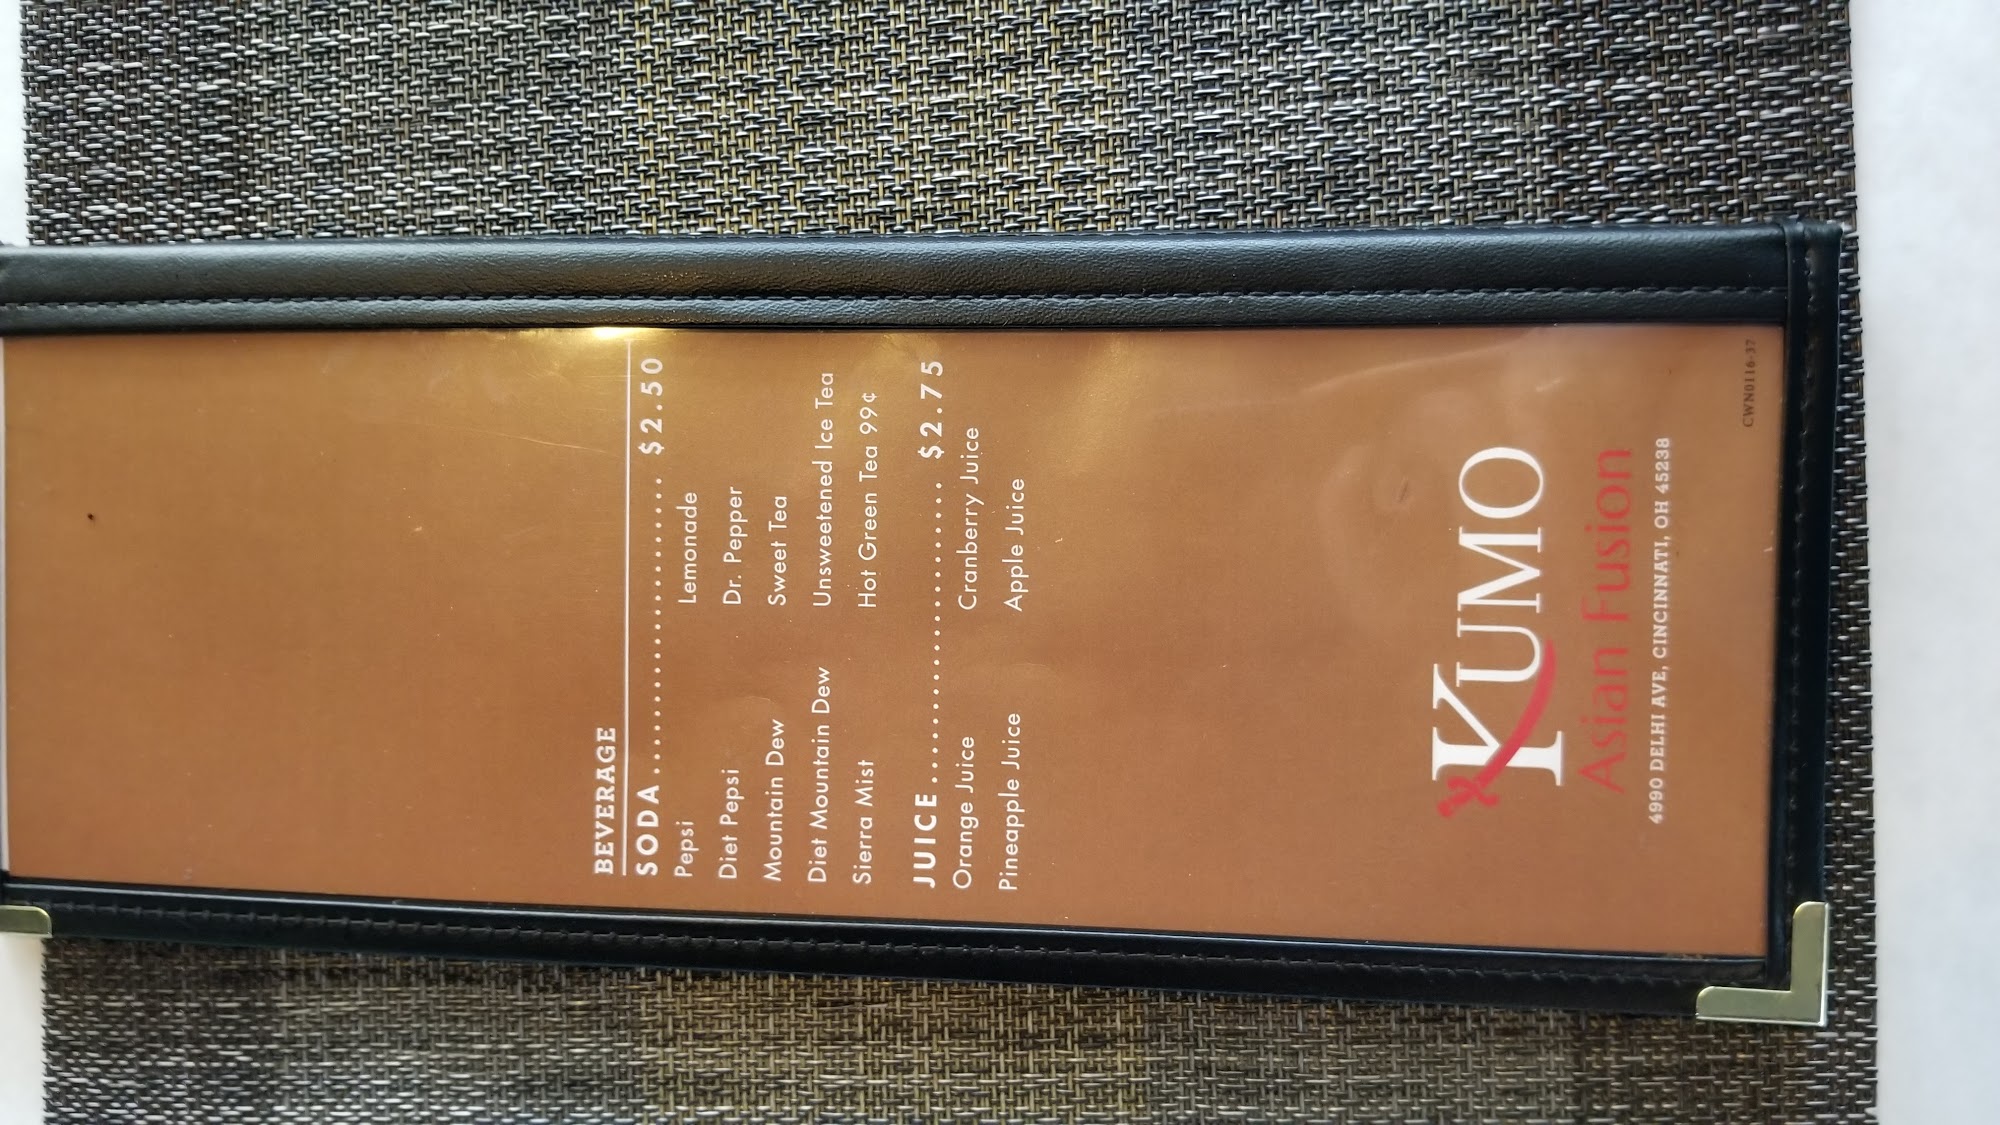 BEVERAGE
SODA .............................. $2.50
Pepsi Lemonade
Diet Pepsi Dr. Pepper
Mountain Dew Sweet Tea
Diet Mountain Dew Unsweetened Ice Tea
Sierra Mist Hot Green Tea 99¢
JUICE .............................. $2.75
Orange Juice Cranberry Juice
Pineapple Juice Apple Juice
KUMO
Asian Fusion
4990 DELHI AVE, CINCINNATI, OH 45238
CWN0116-37